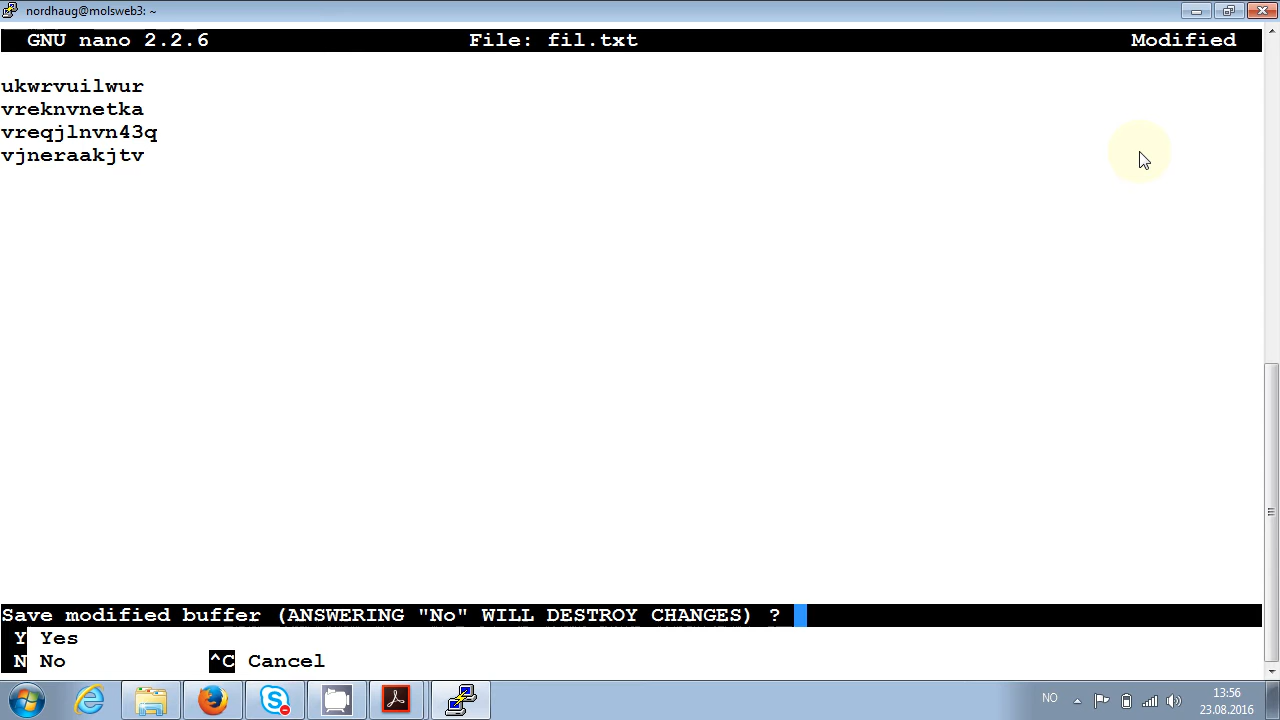 nordhaug@molsweb3: ~
GNU nano 2.2.6 File: fil.txt Modified
ukwrvuilwur
vreknvnetka
vreqjlnvn43q
vjneraakjtv
Save modified buffer (ANSWERING "No" WILL DESTROY CHANGES) ?
Y Yes
N No ^C Cancel
NO 13:56
23.08.2016